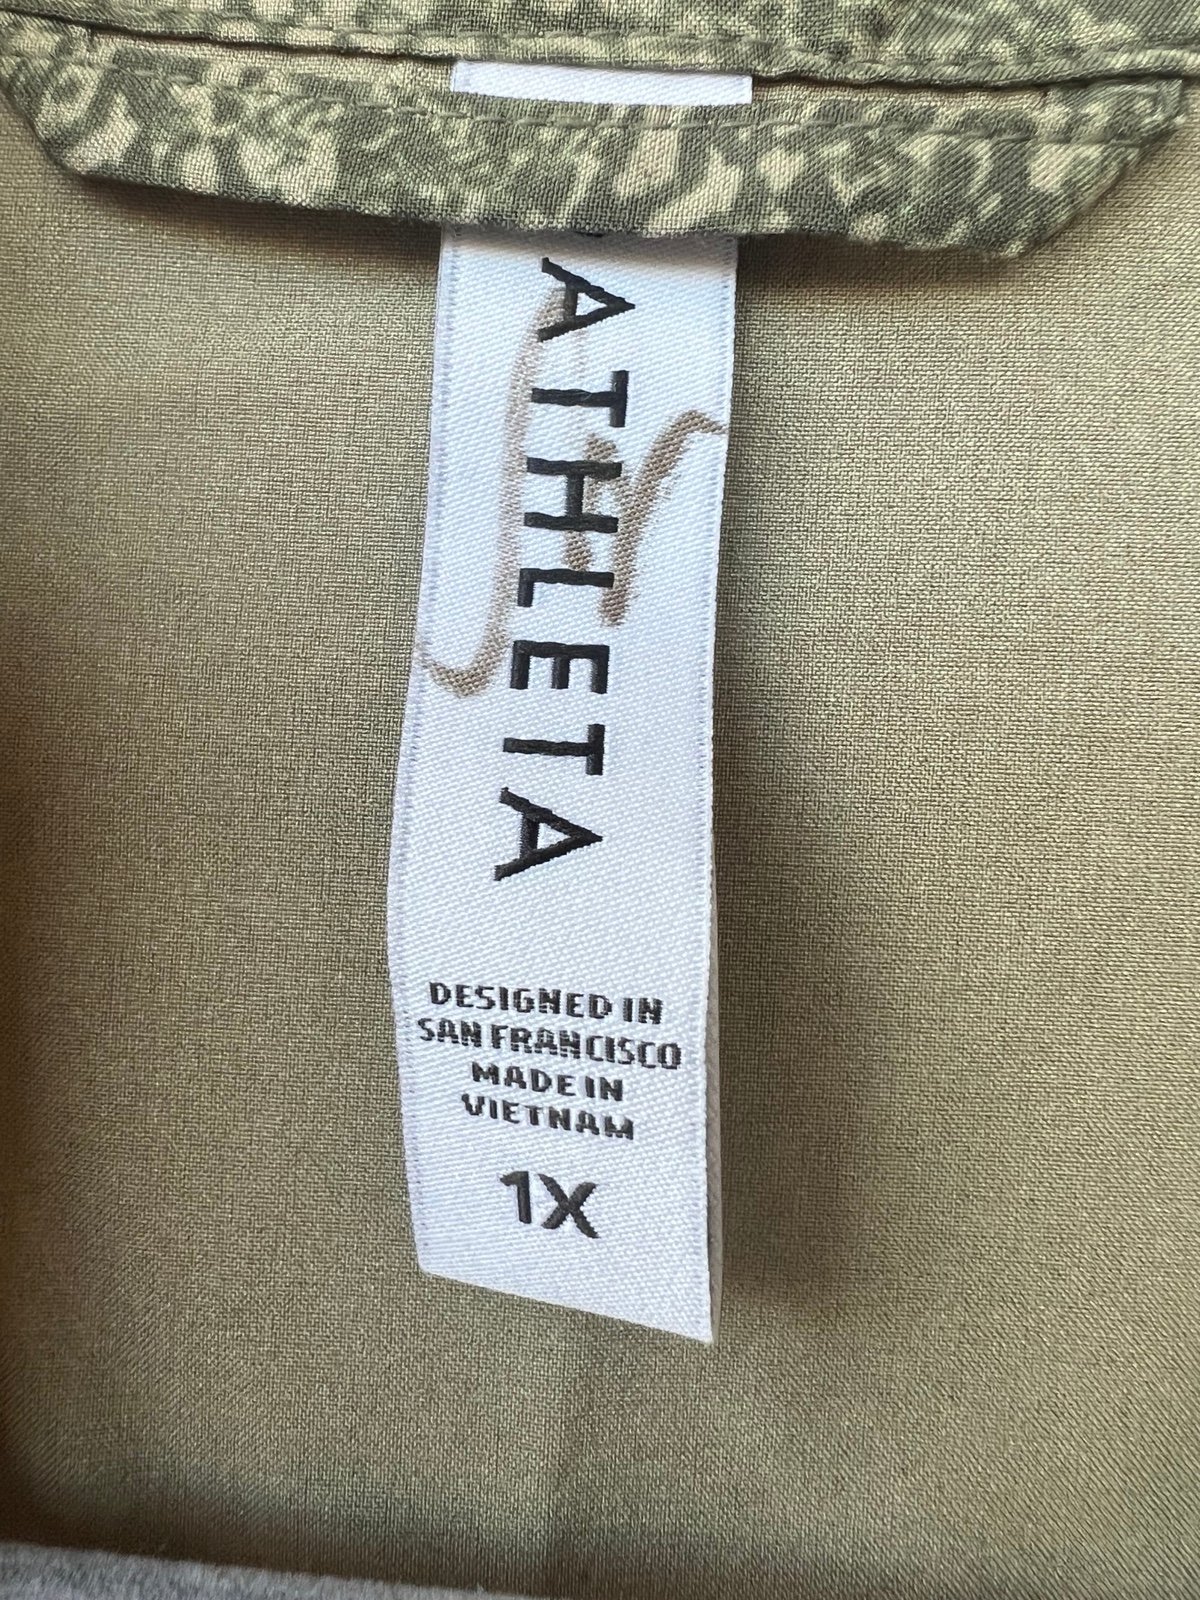 ATHLETA
DESIGNED IN
SAN FRANCISCO
MADE IN
VIETNAM
1X